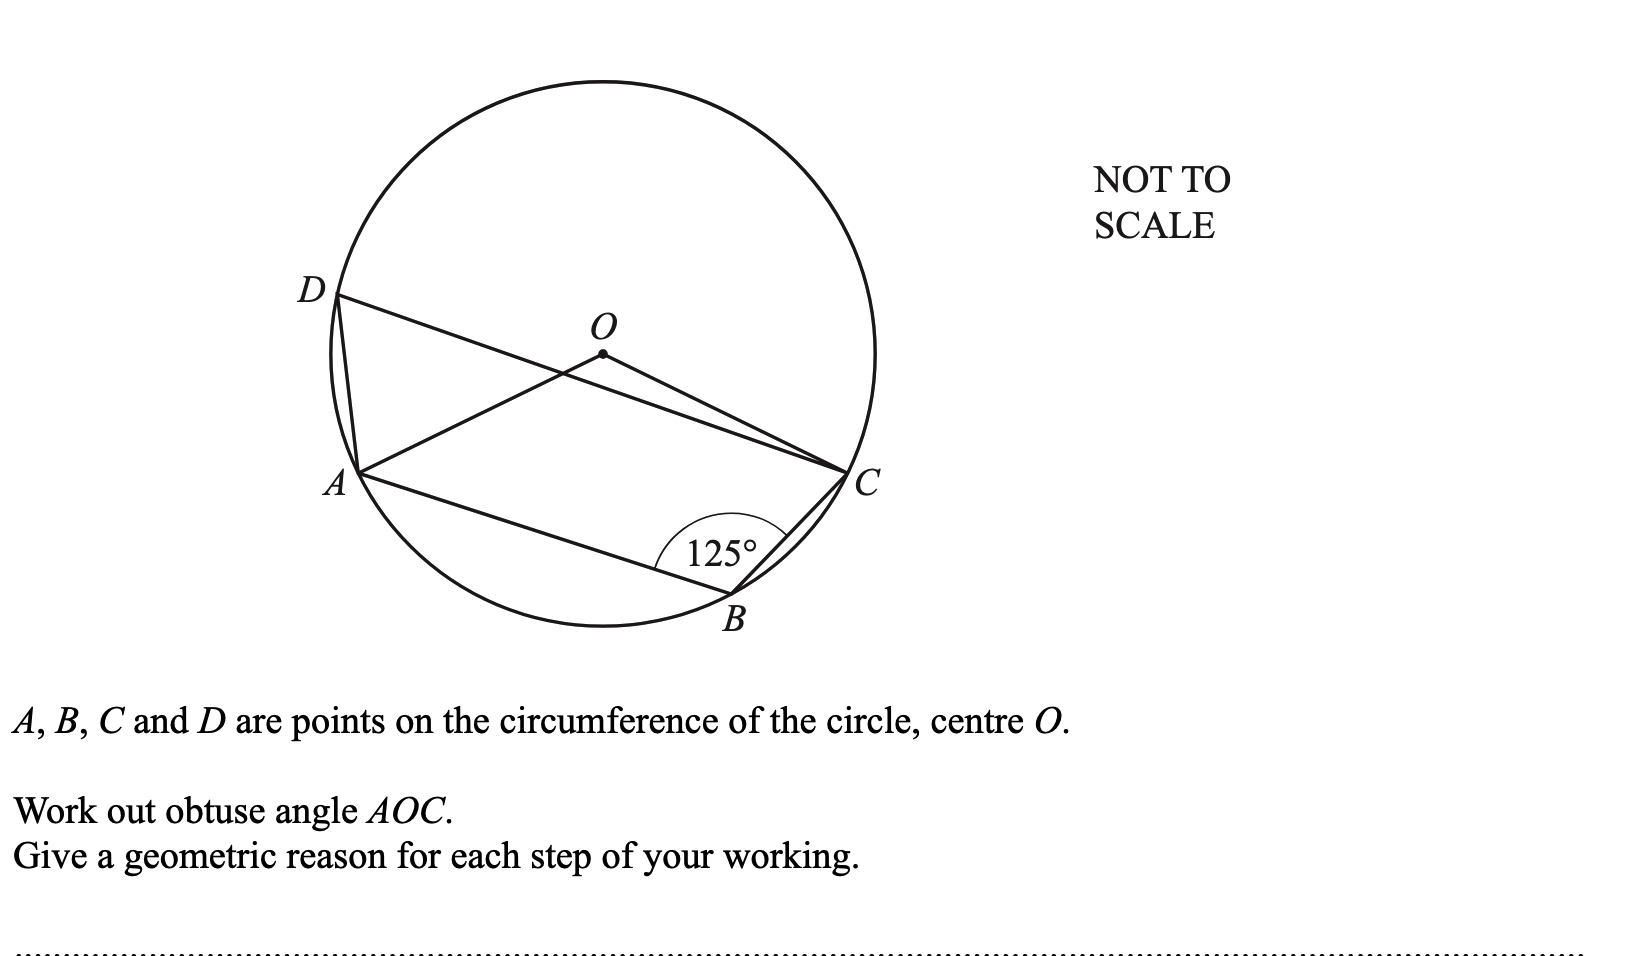 NOT TO
SCALE
D
O
A
C
125°
B
A, B, C and D are points on the circumference of the circle, centre O.
Work out obtuse angle AOC.
Give a geometric reason for each step of your working.